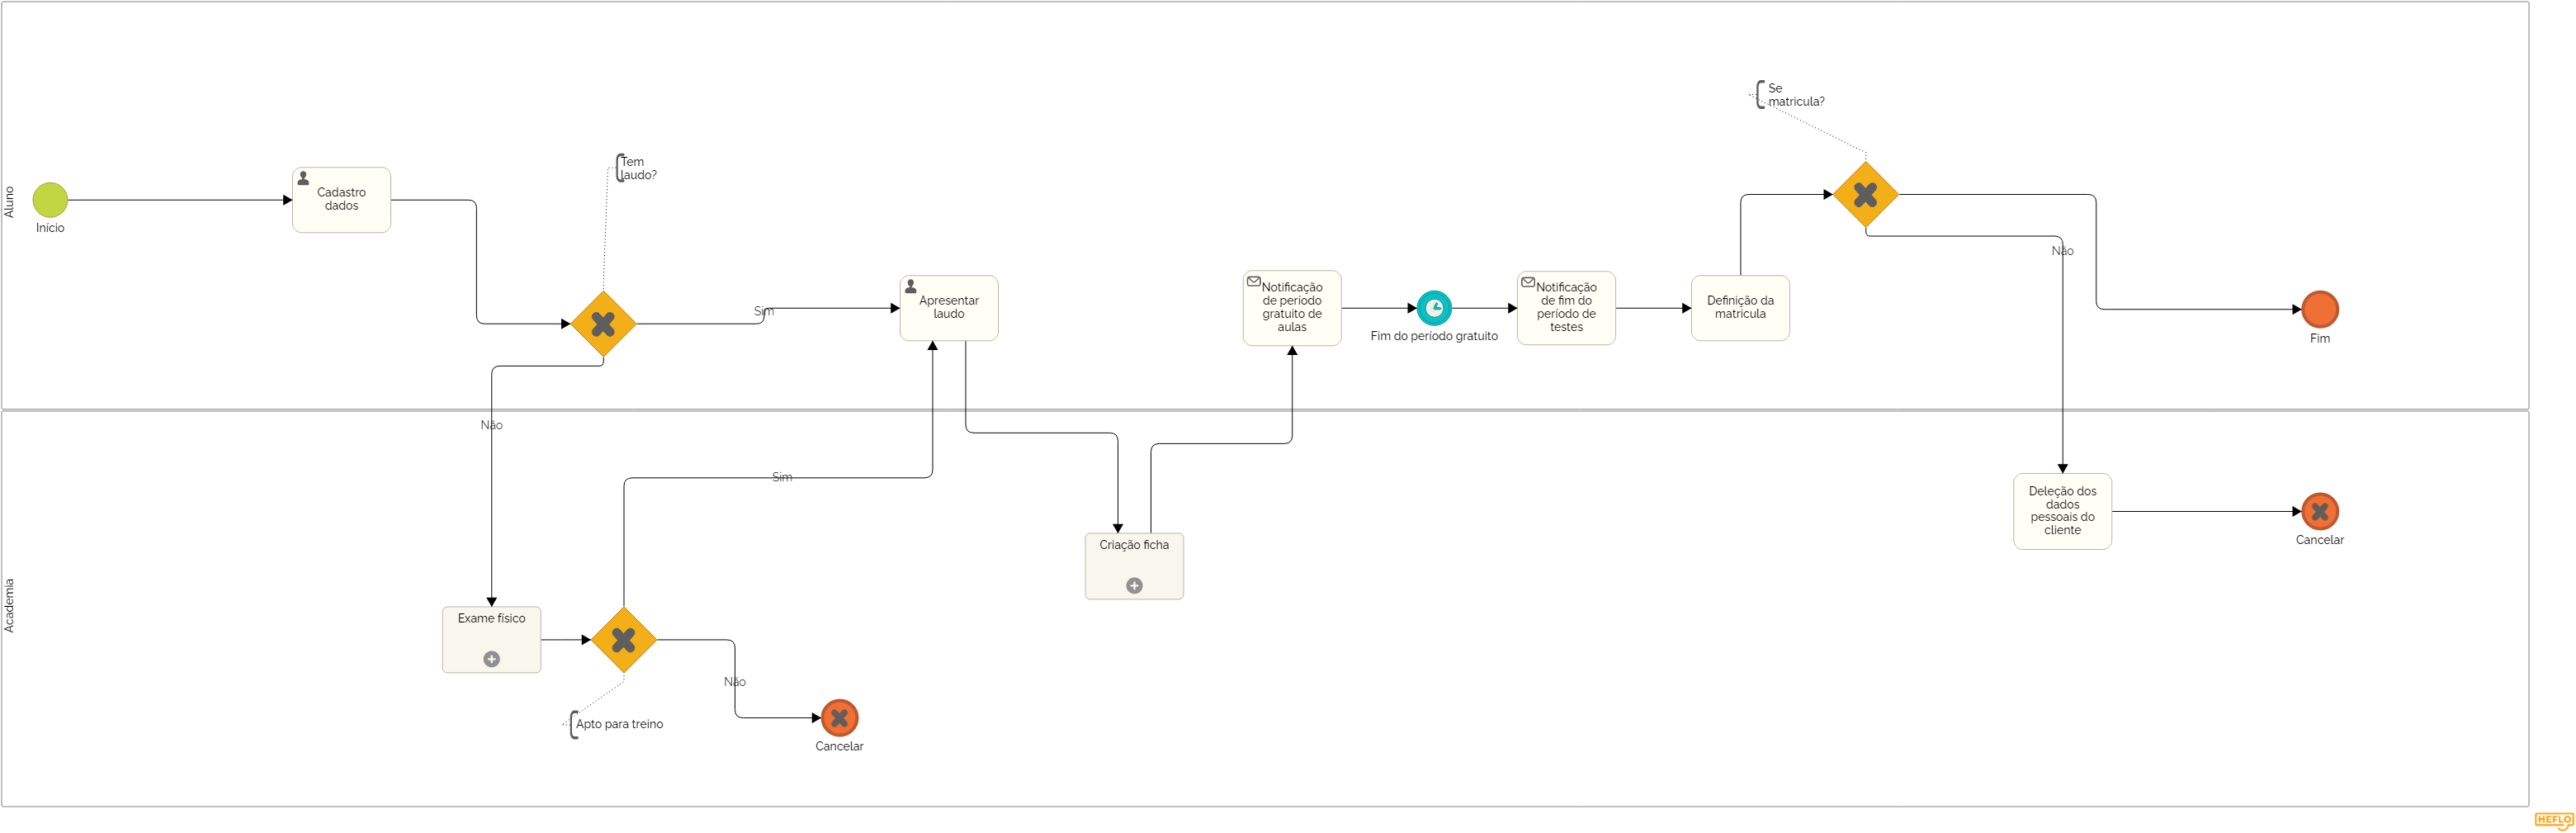 Aluno
Início
Cadastro
dados
Tem
laudo?
Sim
Não
Apresentar
laudo
Notificação
de período
gratuito de
aulas
Fim do período gratuito
Notificação
de fim do
período de
testes
Definição da
matricula
Se
matricula?
Não
Fim
Academia
Exame físico
Apto para treino
Sim
Não
Cancelar
Criação ficha
Deleção dos
dados
pessoais do
cliente
Cancelar
HEFLO